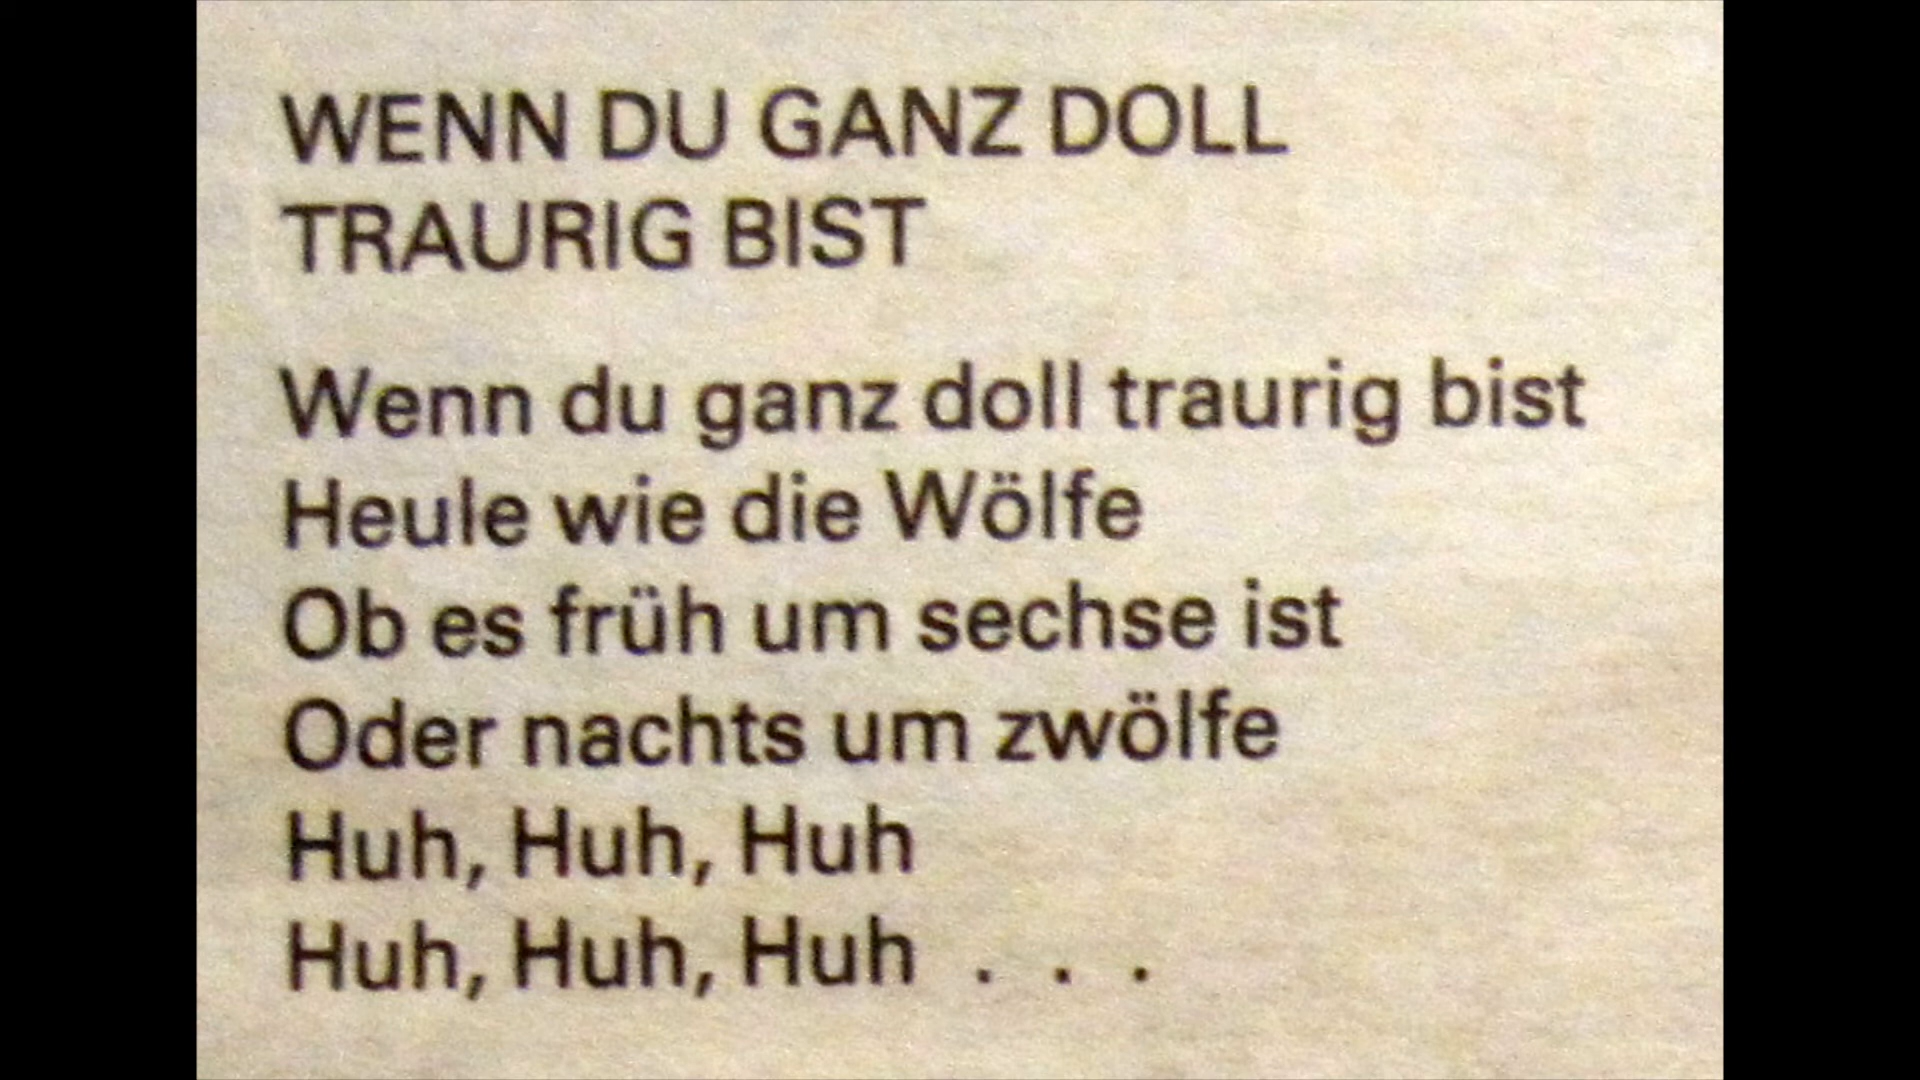 WENN DU GANZ DOLL
TRAURIG BIST
Wenn du ganz doll traurig bist
Heule wie die Wölfe
Ob es früh um sechse ist
Oder nachts um zwölfe
Huh, Huh, Huh
Huh, Huh, Huh . . .